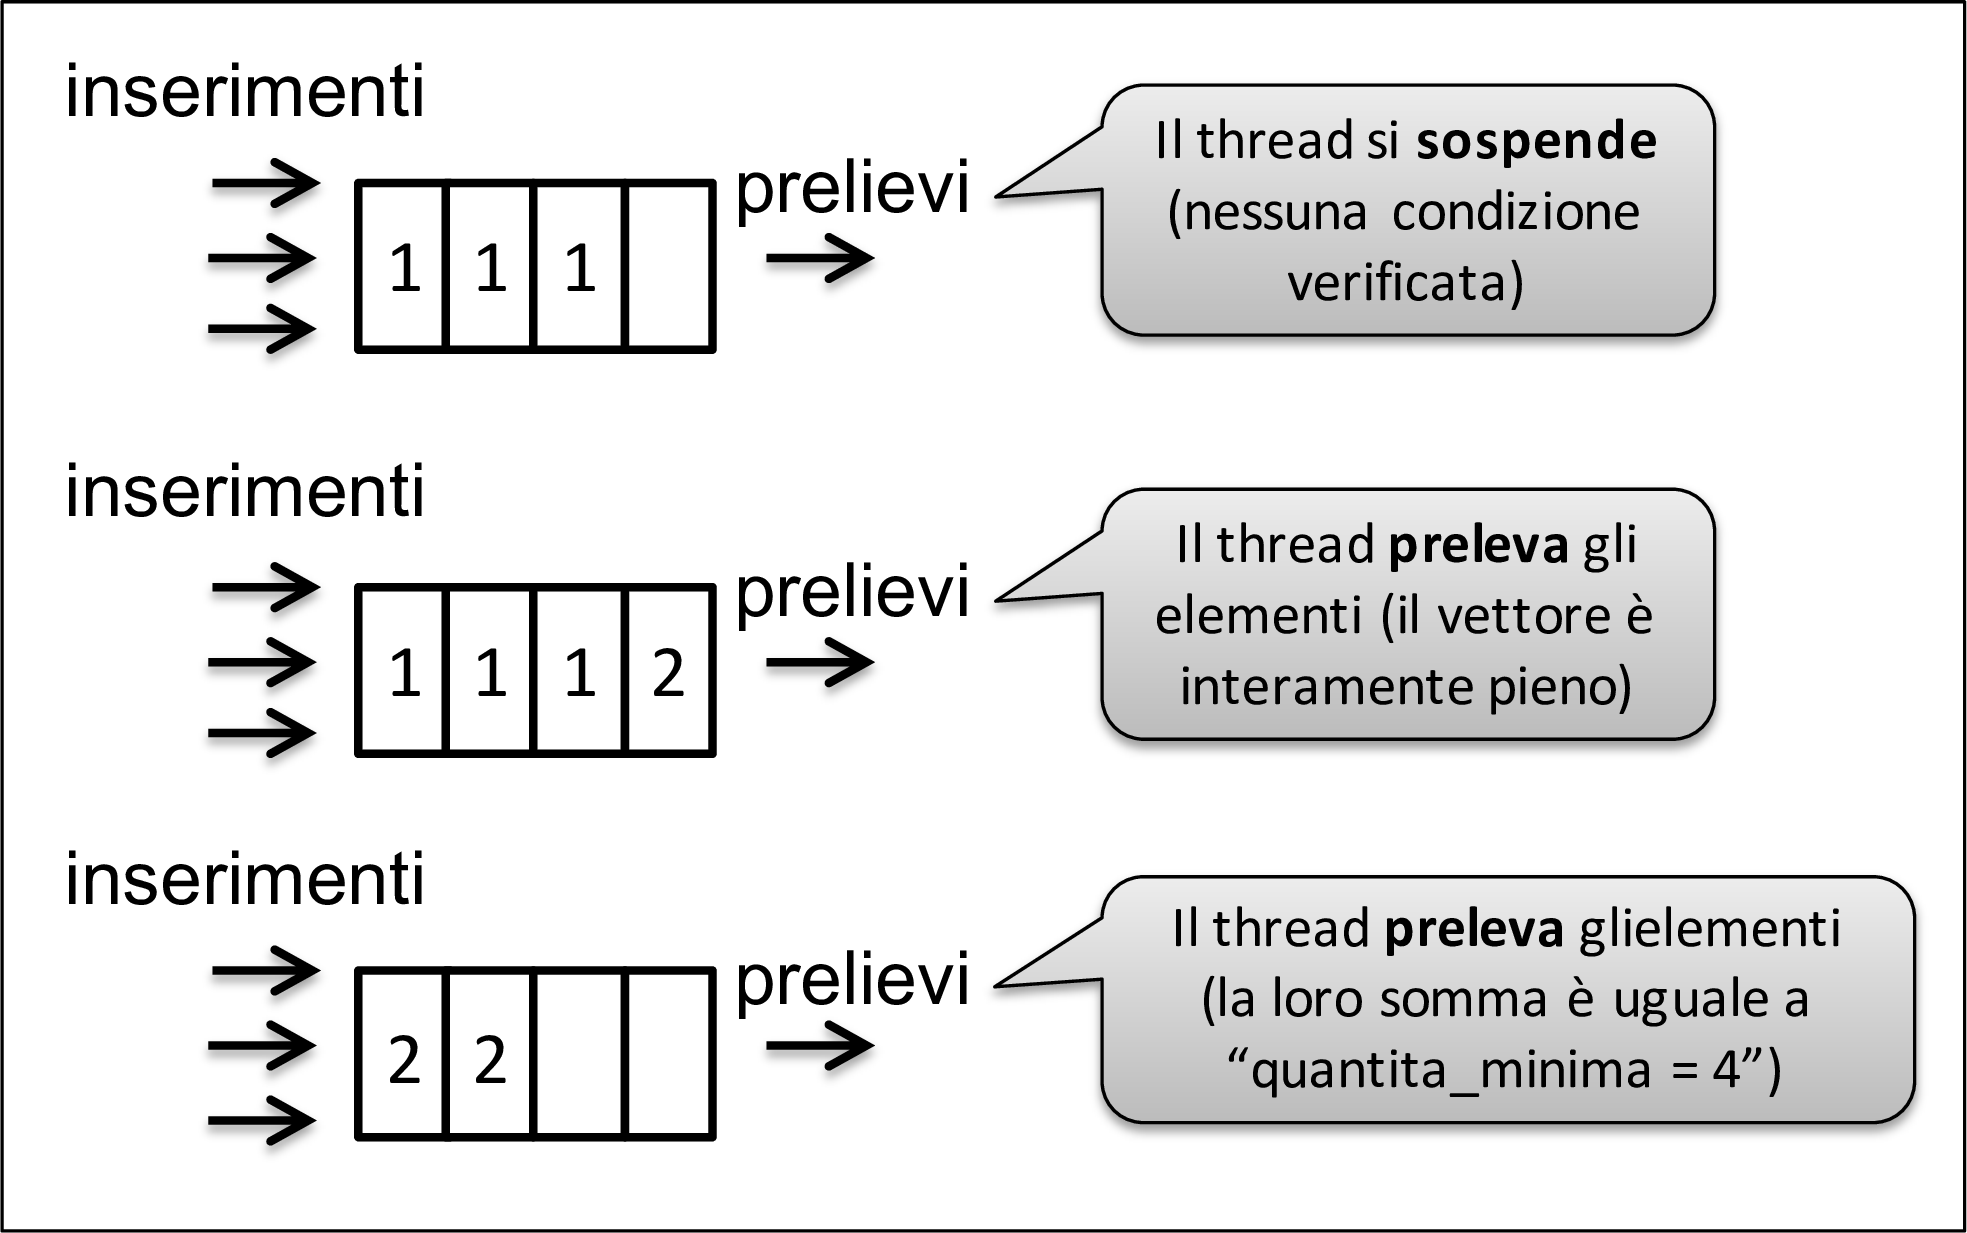 inserimenti
prelievi
1 1 1
Il thread si sospende
(nessuna condizione
verificata)
inserimenti
prelievi
1 1 1 2
Il thread preleva gli
elementi (il vettore è
interamente pieno)
inserimenti
prelievi
2 2
Il thread preleva glielementi
(la loro somma è uguale a
“quantita_minima = 4”)